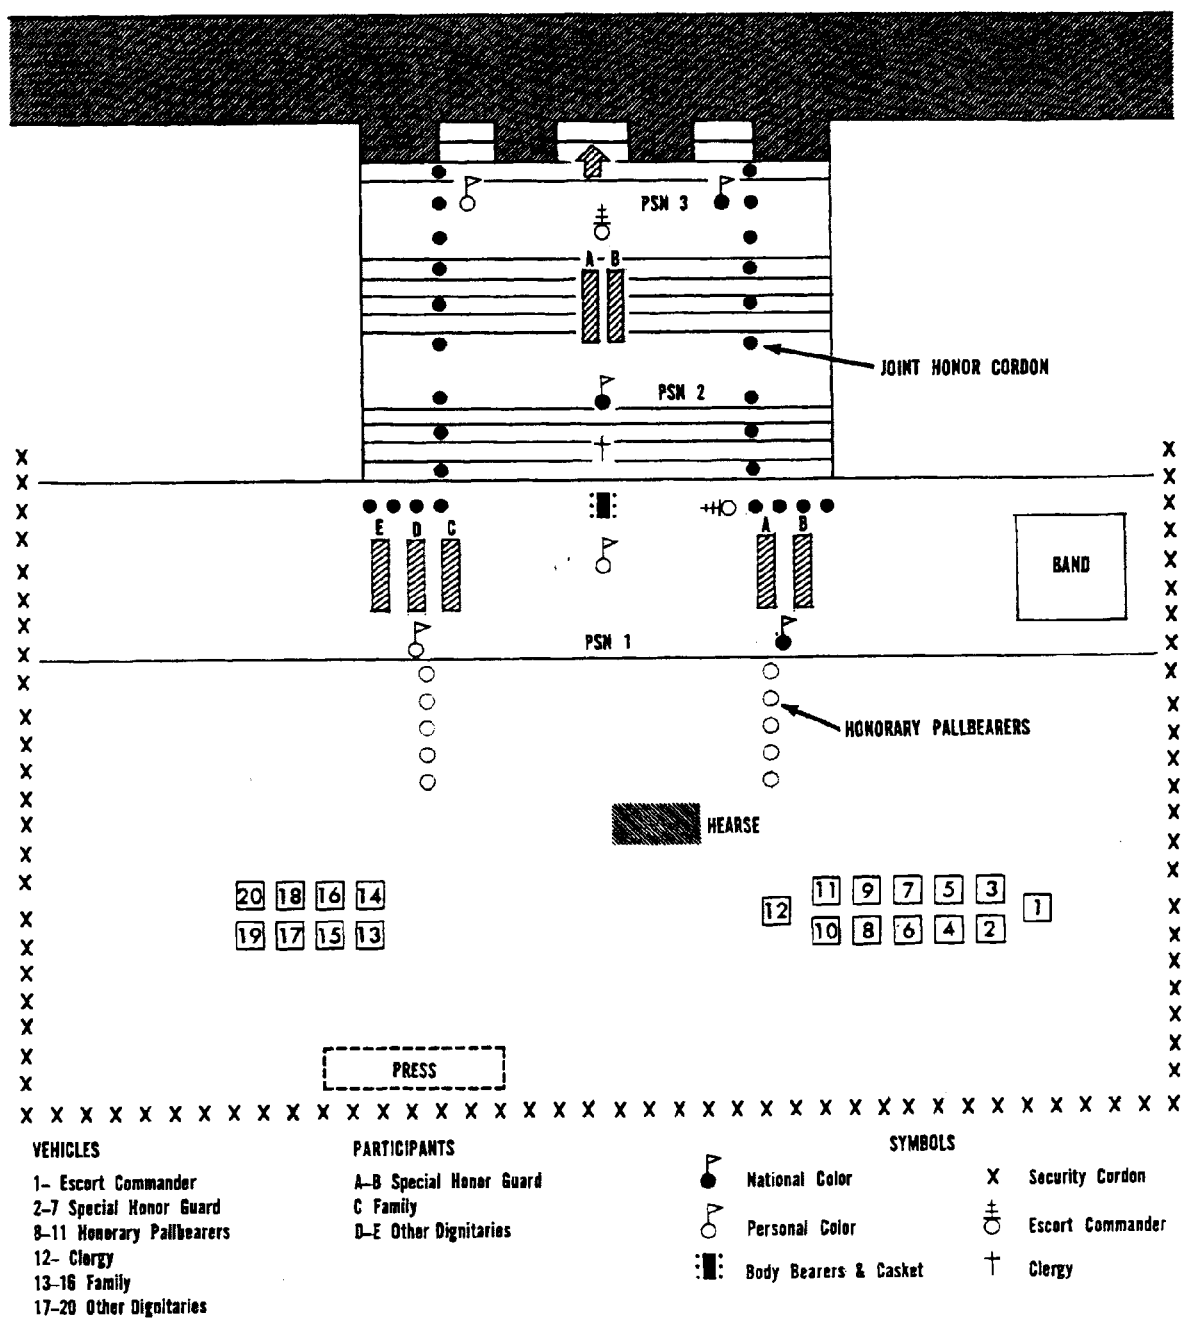 PSN 3
A - B
JOINT HONOR CORDON
PSN 2
E D C
A B
BAND
PSN 1
HONORARY PALLBEARERS
HEARSE
20 18 16 14
11 9 7 5 3
12
1
19 17 15 13
10 8 6 4 2
PRESS
VEHICLES
1- Escort Commander
2-7 Special Honor Guard
8-11 Honorary Pallbearers
12- Clergy
13-16 Family
17-20 Other Dignitaries
PARTICIPANTS
A-B Special Honor Guard
C Family
D-E Other Dignitaries
SYMBOLS
National Color
Personal Color
Body Bearers & Casket
X Security Cordon
Escort Commander
Clergy